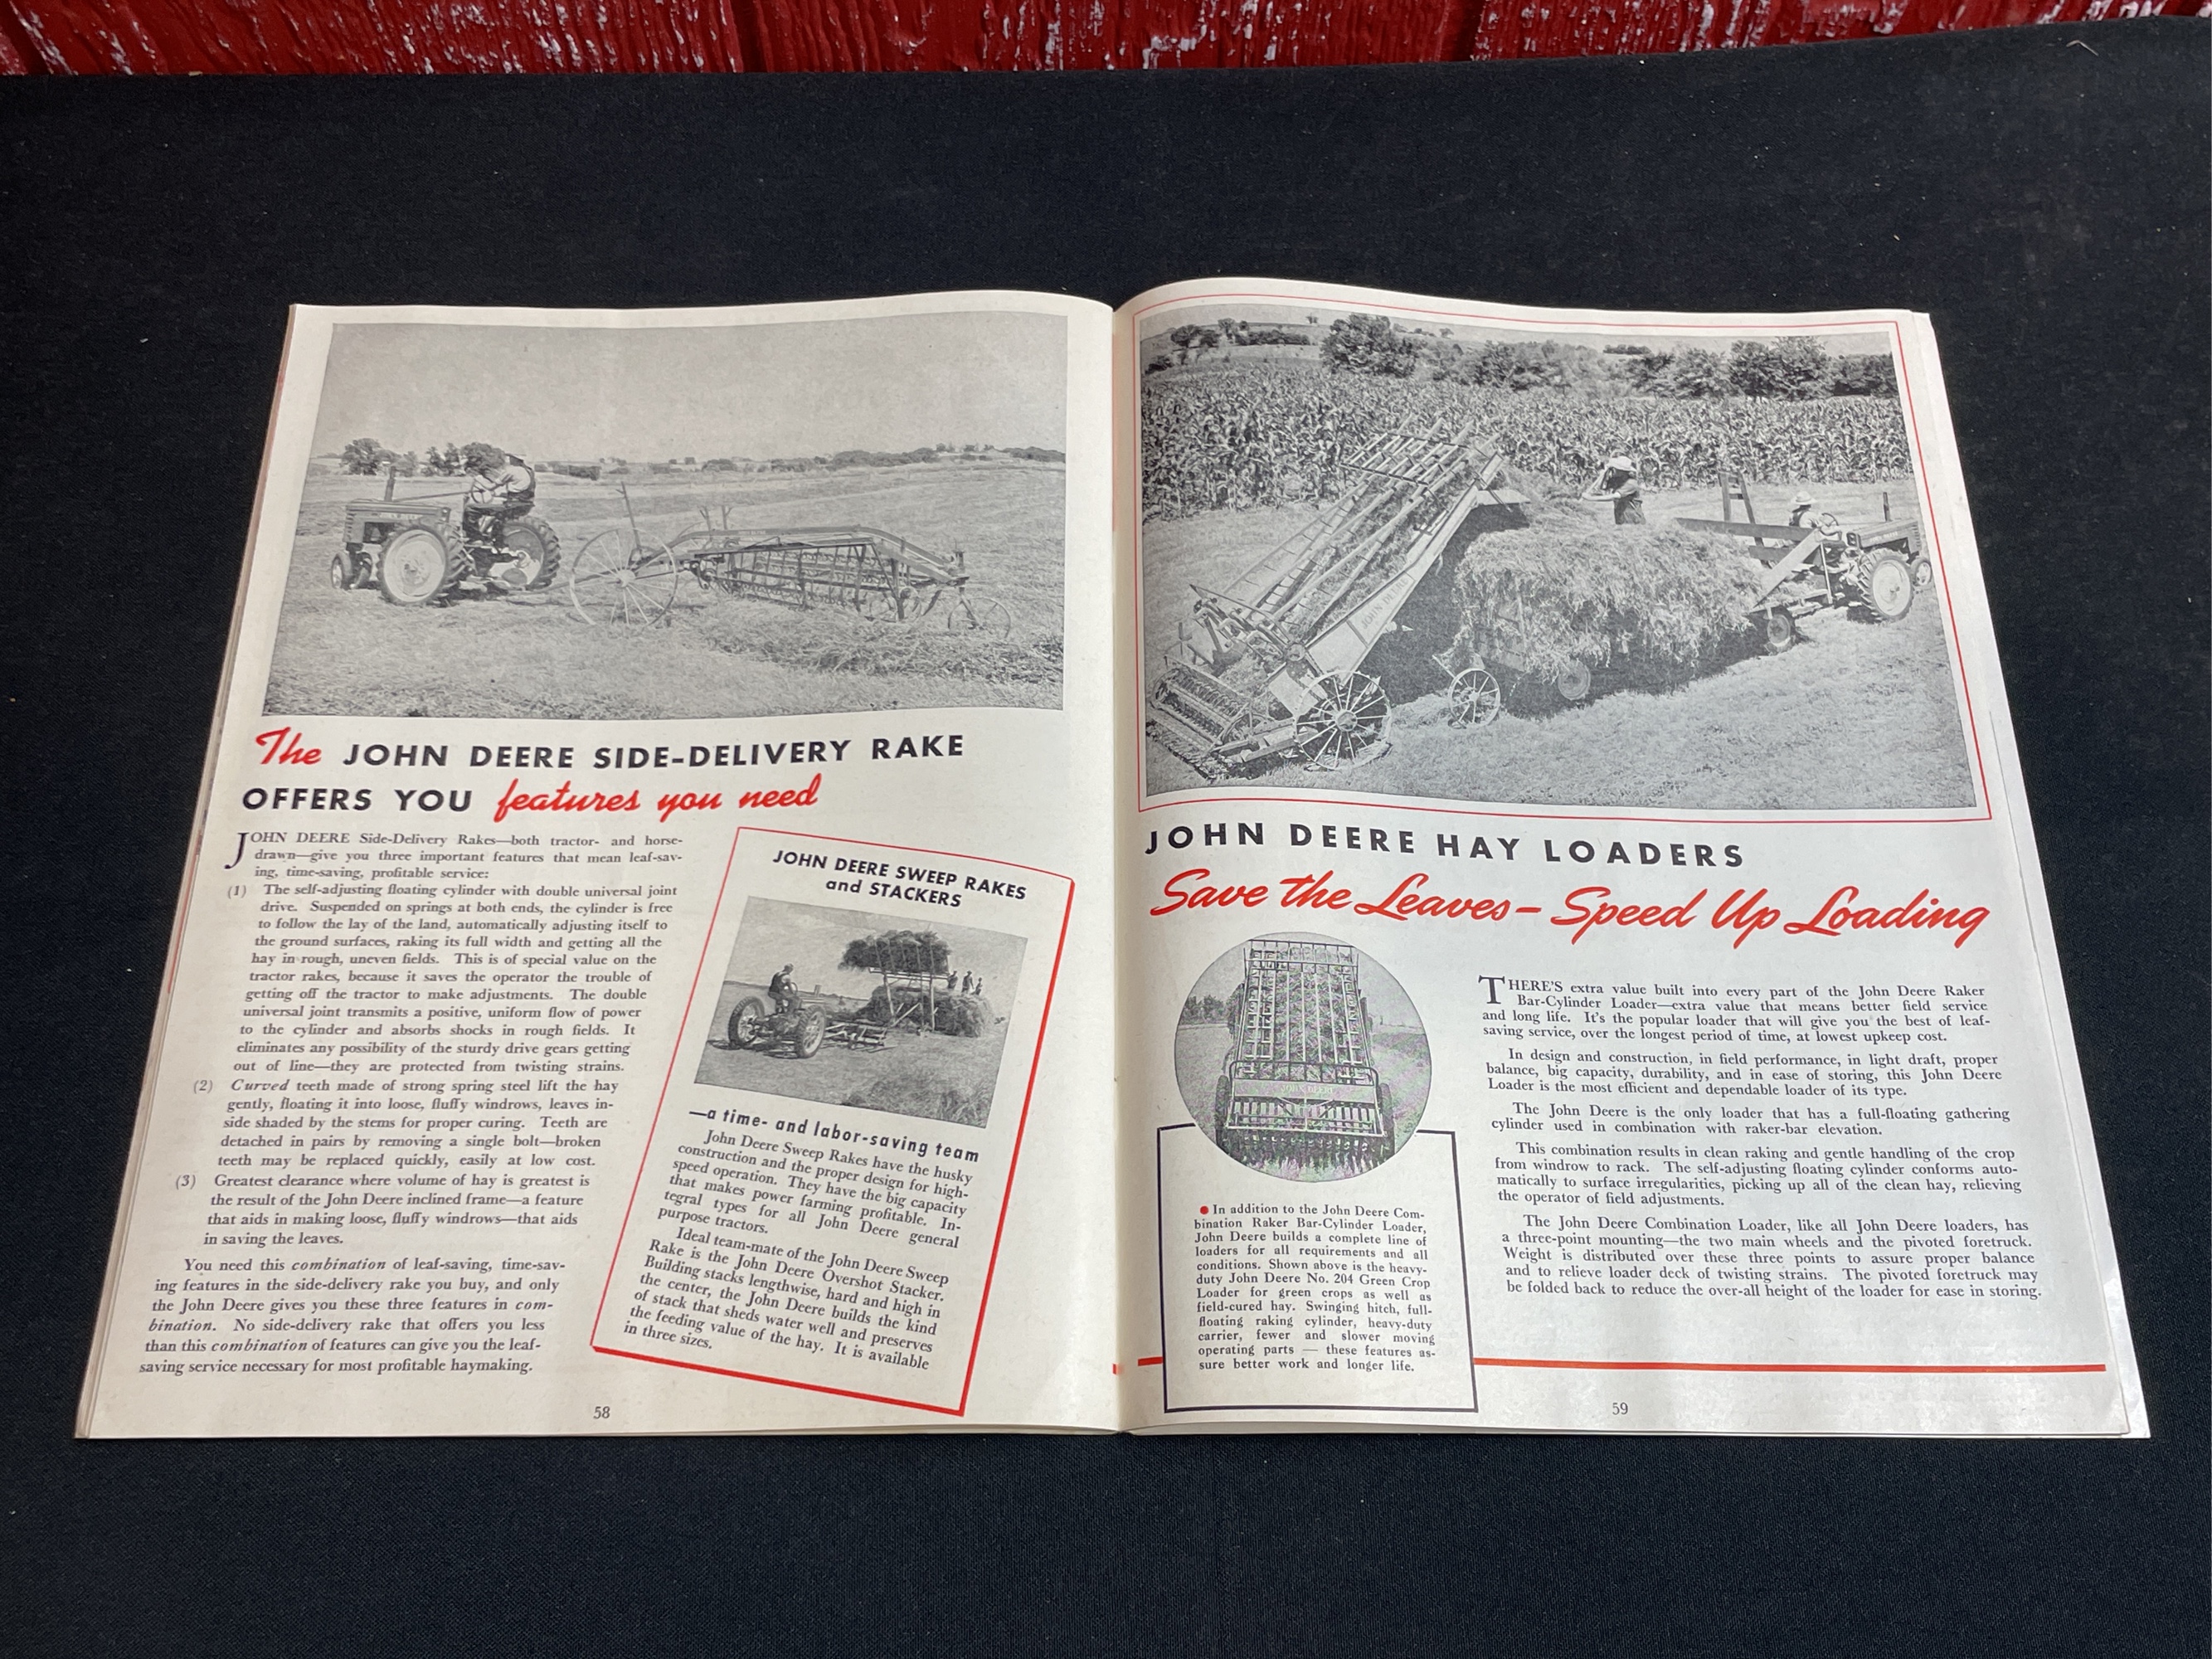 The JOHN DEERE SIDE-DELIVERY RAKE
OFFERS YOU features you need
JOHN DEERE Side-Delivery Rakes—both tractor- and horse-
drawn—give you three important features that mean leaf-sav-
ing, time-saving, profitable service:
(1) The self-adjusting floating cylinder with double universal joint
drive. Suspended on springs at both ends, the cylinder is free
to follow the lay of the land, automatically adjusting itself to
the ground surfaces, raking its full width and getting all the
hay in rough, uneven fields. This is of special value on the
tractor rakes, because it saves the operator the trouble of
getting off the tractor to make adjustments. The double
universal joint transmits a positive, uniform flow of power
to the cylinder and absorbs shocks in rough fields. It
eliminates any possibility of the sturdy drive gears getting
out of line—they are protected from twisting strains.
(2) Curved teeth made of strong spring steel lift the hay
gently, floating it into loose, fluffy windrows, leaves in-
side shaded by the stems for proper curing. Teeth are
detached in pairs by removing a single bolt—broken
teeth may be replaced quickly, easily at low cost.
(3) Greatest clearance where volume of hay is greatest is
the result of the John Deere inclined frame—a feature
that aids in making loose, fluffy windrows—that aids
in saving the leaves.
You need this combination of leaf-saving, time-sav-
ing features in the side-delivery rake you buy, and only
the John Deere gives you these three features in com-
bination. No side-delivery rake that offers you less
than this combination of features can give you the leaf-
saving service necessary for most profitable haymaking.
JOHN DEERE SWEEP RAKES
and STACKERS
—a time- and labor-saving team
John Deere Sweep Rakes have the husky
construction and the proper design for high-
speed operation. They have the big capacity
that makes power farming profitable. In-
tegral types for all John Deere general
purpose tractors.
Ideal team-mate of the John Deere Sweep
Rake is the John Deere Overshot Stacker.
Building stacks lengthwise, hard and high in
the center, the John Deere builds the kind
of stack that sheds water well and preserves
the feeding value of the hay. It is available
in three sizes.
58
JOHN DEERE
JOHN DEERE HAY LOADERS
Save the Leaves—Speed Up Loading
● In addition to the John Deere Com-
bination Raker Bar-Cylinder Loader,
John Deere builds a complete line of
loaders for all requirements and all
conditions. Shown above is the heavy-
duty John Deere No. 204 Green Crop
Loader for green crops as well as
field-cured hay. Swinging hitch, full-
floating raking cylinder, heavy-duty
carrier, fewer and slower moving
operating parts — these features as-
sure better work and longer life.
THERE'S extra value built into every part of the John Deere Raker
Bar-Cylinder Loader—extra value that means better field service
and long life. It's the popular loader that will give you the best of leaf-
saving service, over the longest period of time, at lowest upkeep cost.
In design and construction, in field performance, in light draft, proper
balance, big capacity, durability, and in ease of storing, this John Deere
Loader is the most efficient and dependable loader of its type.
The John Deere is the only loader that has a full-floating gathering
cylinder used in combination with raker-bar elevation.
This combination results in clean raking and gentle handling of the crop
from windrow to rack. The self-adjusting floating cylinder conforms auto-
matically to surface irregularities, picking up all of the clean hay, relieving
the operator of field adjustments.
The John Deere Combination Loader, like all John Deere loaders, has
a three-point mounting—the two main wheels and the pivoted foretruck.
Weight is distributed over these three points to assure proper balance
and to relieve loader deck of twisting strains. The pivoted foretruck may
be folded back to reduce the over-all height of the loader for ease in storing.
59